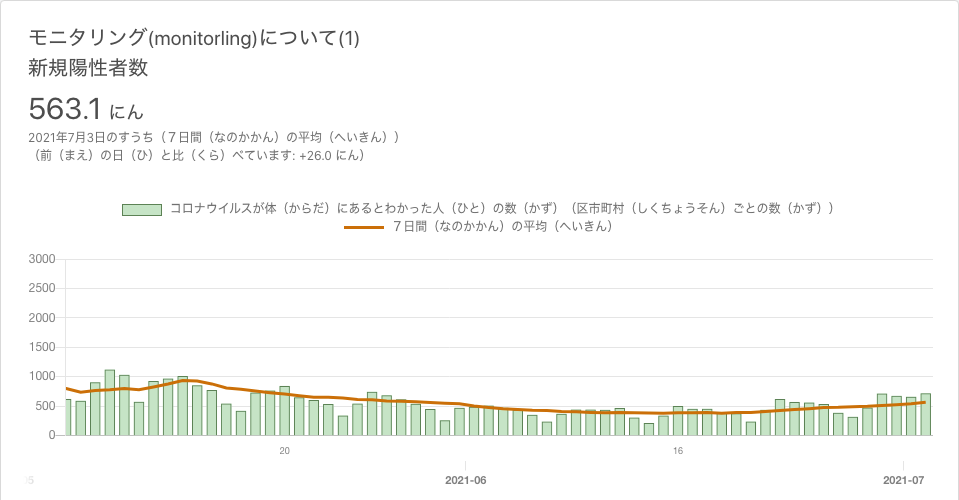 モニタリング(monitorling)について(1)
新規陽性者数
563.1 にん
2021年7月3日のすうち（７日間（なのかかん）の平均（へいきん））
（前（まえ）の日（ひ）と比（くら）べています: +26.0 にん）
コロナウイルスが体（からだ）にあるとわかった人（ひと）の数（かず）（区市町村（しくちょうそん）ごとの数（かず））
７日間（なのかかん）の平均（へいきん）
3000
2500
2000
1500
1000
500
0
20
16
2021-06
2021-07